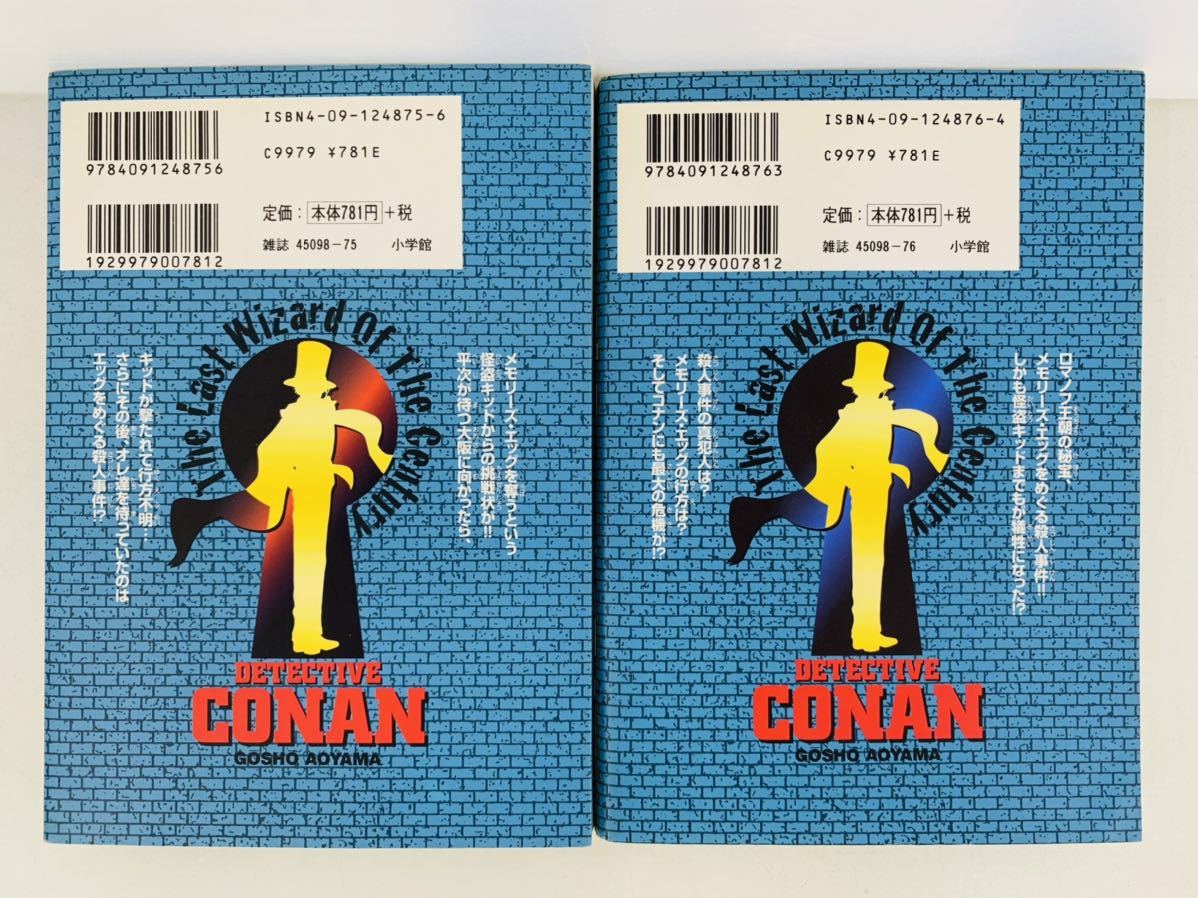 ISBN4-09-124875-6
C9979 ¥781E
9784091248756
定価：本体781円+税
雑誌 45098-75 小学館
1929979007812
The Last Wizard Of The Century
メモリーズ・エッグを奪うという
怪盗キッドからの挑戦状が!!
平次が待つ大阪に向かったら、
キッドが撃たれて行方不明…
さらにその後、オレ達を待っていたのは
エッグをめぐる殺人事件!?
DETECTIVE
CONAN
GOSHO AOYAMA
ISBN4-09-124876-4
C9979 ¥781E
9784091248763
定価：本体781円+税
雑誌 45098-76 小学館
1929979007812
The Last Wizard Of The Century
ロマノフ王朝の秘宝、
メモリーズ・エッグをめぐる殺人事件!!
しかも怪盗キッドまでもが犠牲になった!?
殺人事件の真犯人は?
メモリーズ・エッグの行方は?
そしてコナンにも最大の危機が!?
DETECTIVE
CONAN
GOSHO AOYAMA